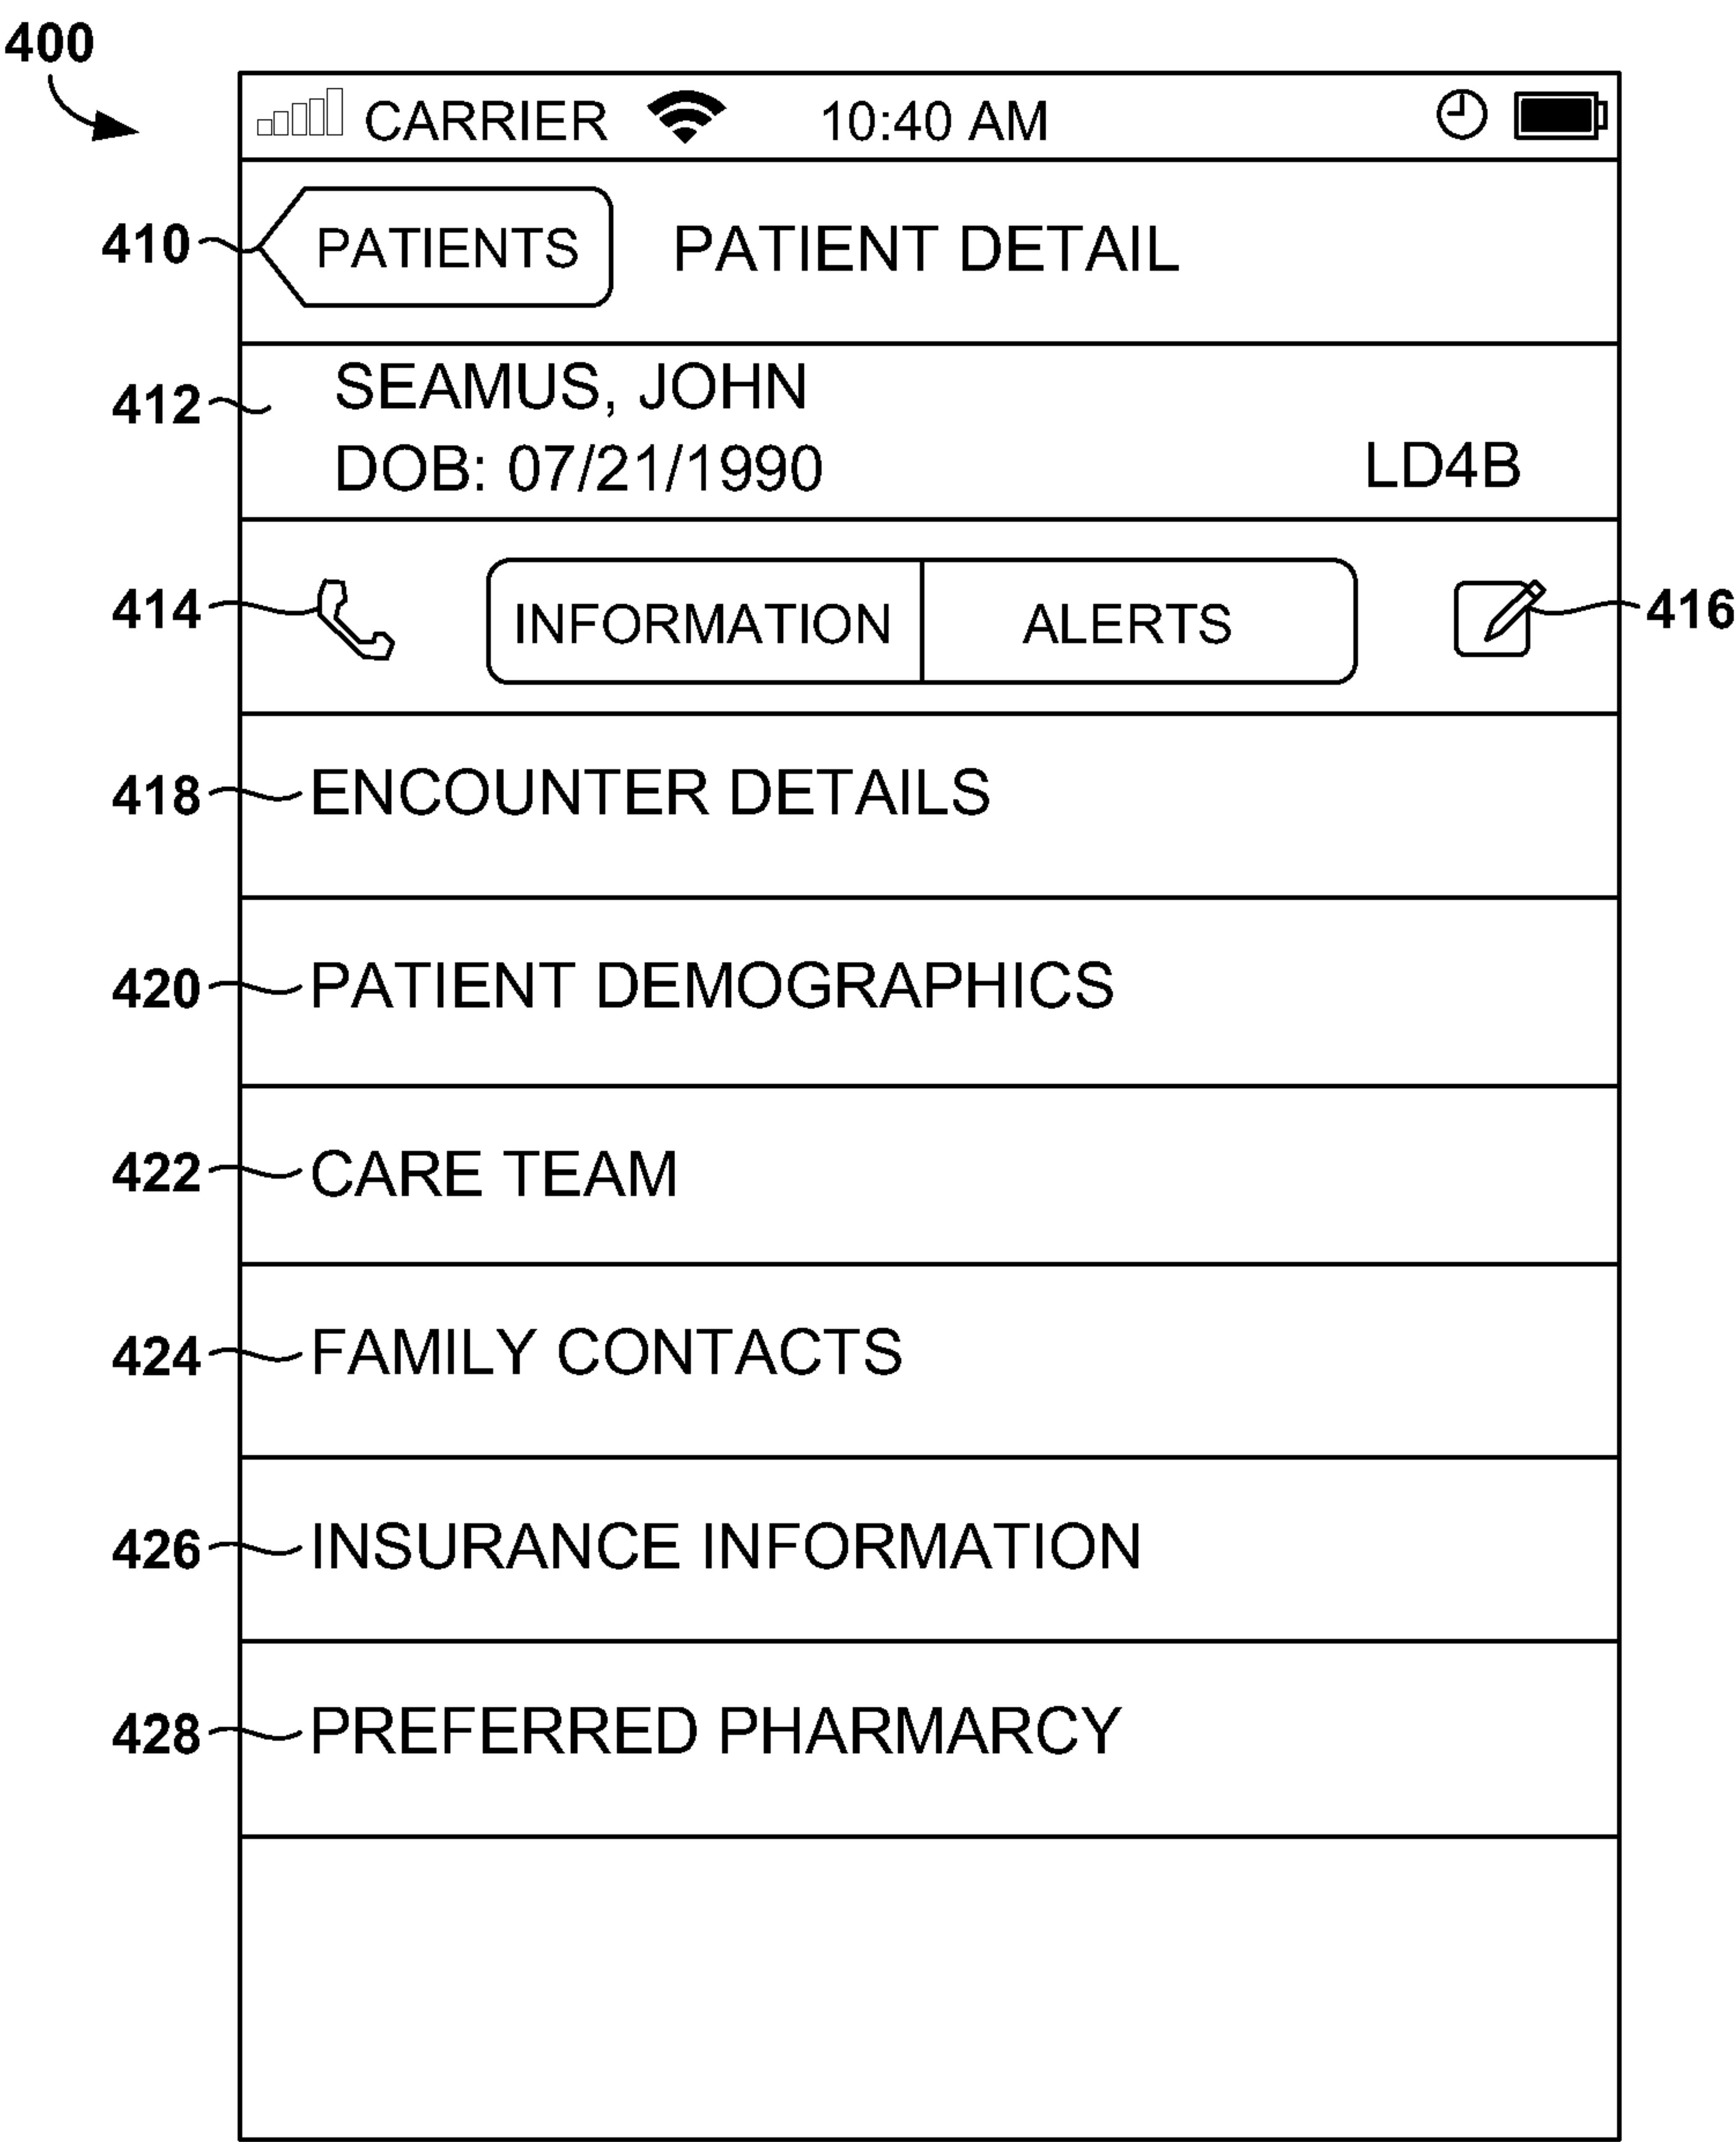 400
CARRIER 10:40 AM
410 PATIENTS PATIENT DETAIL
412 SEAMUS, JOHN
DOB: 07/21/1990 LD4B
414 INFORMATION ALERTS 416
418 ENCOUNTER DETAILS
420 PATIENT DEMOGRAPHICS
422 CARE TEAM
424 FAMILY CONTACTS
426 INSURANCE INFORMATION
428 PREFERRED PHARMARCY